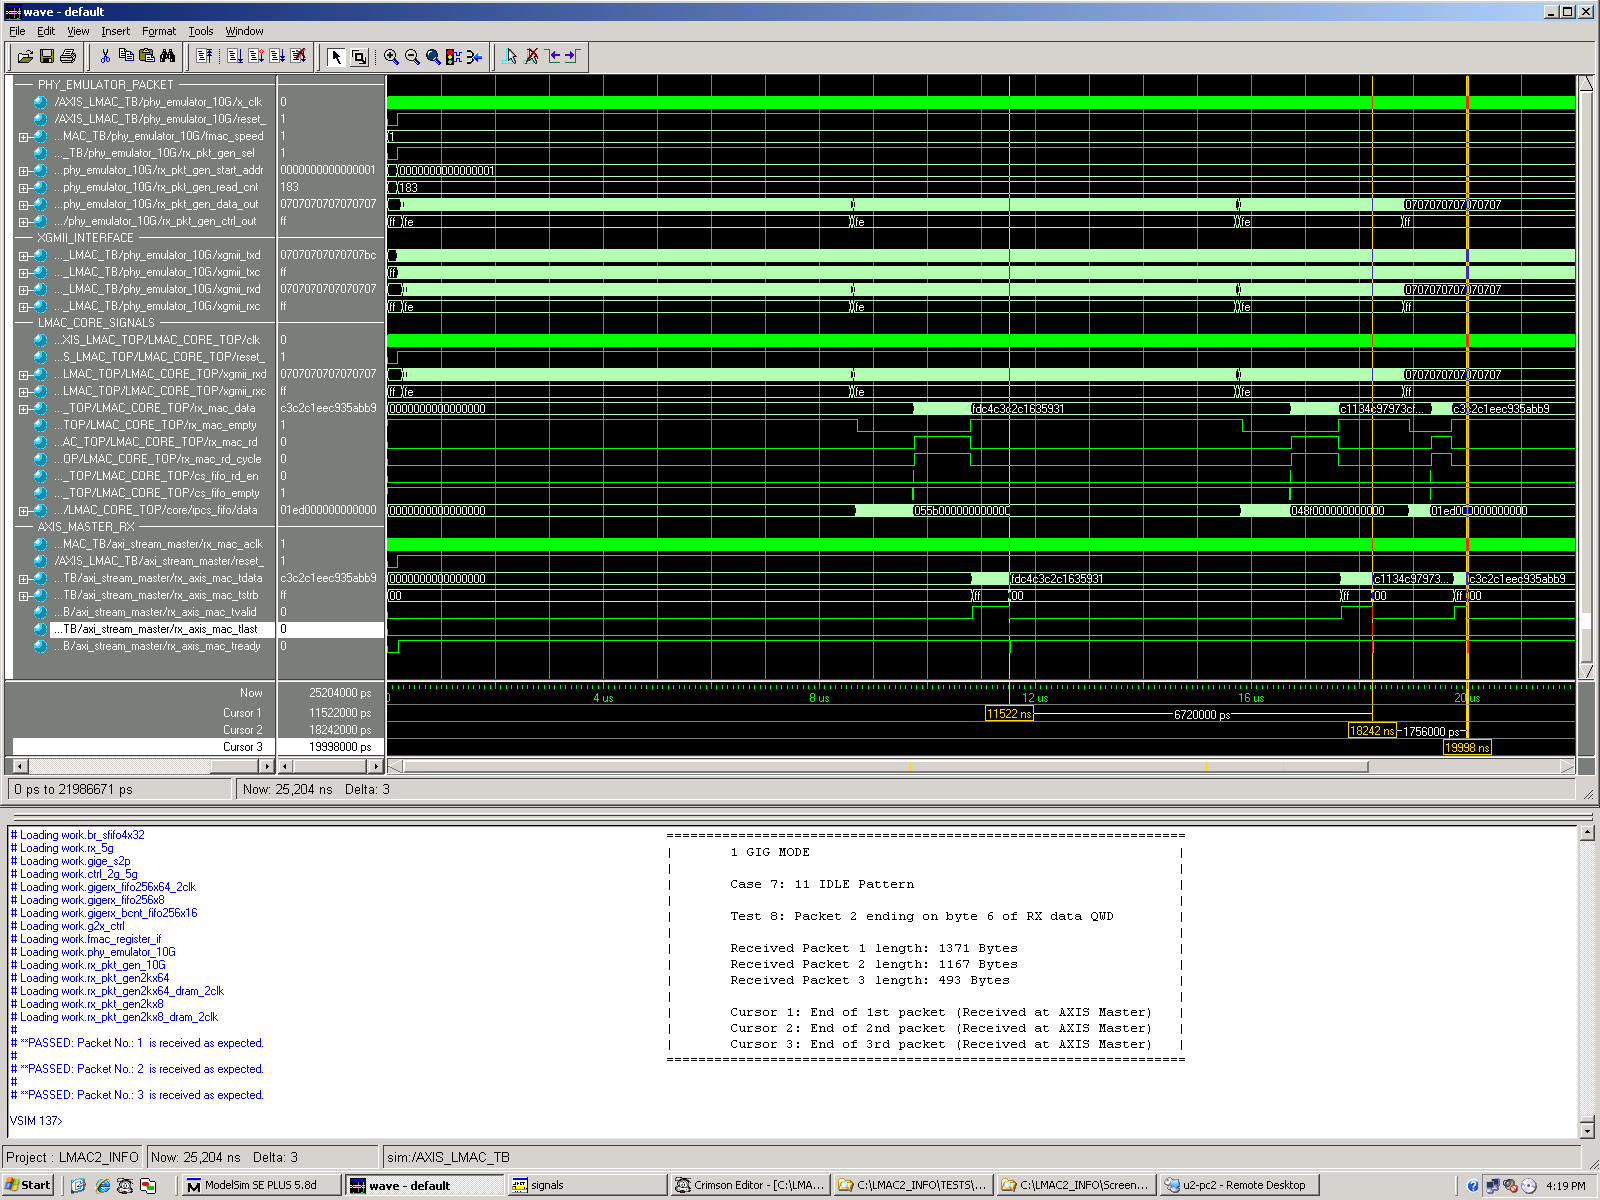 wave - default
File Edit View Insert Format Tools Window
PHY_EMULATOR_PACKET
/AXIS_LMAC_TB/phy_emulator_10G/x_clk 0
/AXIS_LMAC_TB/phy_emulator_10G/reset_ 1
...MAC_TB/phy_emulator_10G/fmac_speed 1 1
..._TB/phy_emulator_10G/rx_pkt_gen_sel 1
...phy_emulator_10G/rx_pkt_gen_start_addr 0000000000000001 0000000000000001
...phy_emulator_10G/rx_pkt_gen_read_cnt 183 183
...phy_emulator_10G/rx_pkt_gen_data_out 0707070707070707 0707070707070707
.../phy_emulator_10G/rx_pkt_gen_ctrl_out ff ff fe fe fe ff
XGMII_INTERFACE
..._LMAC_TB/phy_emulator_10G/xgmii_txd 07070707070707bc
..._LMAC_TB/phy_emulator_10G/xgmii_txc ff ff
..._LMAC_TB/phy_emulator_10G/xgmii_rxd 0707070707070707 0707070707070707
..._LMAC_TB/phy_emulator_10G/xgmii_rxc ff ff fe fe fe ff
LMAC_CORE_SIGNALS
...XIS_LMAC_TOP/LMAC_CORE_TOP/clk 0
...S_LMAC_TOP/LMAC_CORE_TOP/reset_ 1
...LMAC_TOP/LMAC_CORE_TOP/xgmii_rxd 0707070707070707 0707070707070707
...LMAC_TOP/LMAC_CORE_TOP/xgmii_rxc ff ff fe fe fe ff
..._TOP/LMAC_CORE_TOP/rx_mac_data c3c2c1eec935abb9 0000000000000000 fdc4c3c2c1635931 c1134c97973cf... c3c2c1eec935abb9
...TOP/LMAC_CORE_TOP/rx_mac_empty 1
...AC_TOP/LMAC_CORE_TOP/rx_mac_rd 0
...OP/LMAC_CORE_TOP/rx_mac_rd_cycle 0
..._TOP/LMAC_CORE_TOP/cs_fifo_rd_en 0
..._TOP/LMAC_CORE_TOP/cs_fifo_empty 1
.../LMAC_CORE_TOP/core/ipcs_fifo/data 01ed000000000000 0000000000000000 055b000000000000 048f000000000000 01ed000000000000
AXIS_MASTER_RX
...MAC_TB/axi_stream_master/rx_mac_aclk 1
/AXIS_LMAC_TB/axi_stream_master/reset_ 1
...TB/axi_stream_master/rx_axis_mac_tdata c3c2c1eec935abb9 0000000000000000 fdc4c3c2c1635931 c1134c97973... c3c2c1eec935abb9
...TB/axi_stream_master/rx_axis_mac_tstrb ff 00 ff 00 ff 00 ff 00
...B/axi_stream_master/rx_axis_mac_tvalid 0
...TB/axi_stream_master/rx_axis_mac_tlast 0
...B/axi_stream_master/rx_axis_mac_tready 0
Now 25204000 ps 4 us 8 us 12 us 16 us 20 us
Cursor 1 11522000 ps 11522 ns 6720000 ps
Cursor 2 18242000 ps 18242 ns 1756000 ps
Cursor 3 19998000 ps 19998 ns
0 ps to 21986671 ps Now: 25,204 ns Delta: 3
# Loading work.br_sfifo4x32
# Loading work.rx_5g
# Loading work.gige_s2p
# Loading work.ctrl_2g_5g
# Loading work.gigerx_fifo256x64_2clk
# Loading work.gigerx_fifo256x8
# Loading work.gigerx_bcnt_fifo256x16
# Loading work.g2x_ctrl
# Loading work.fmac_register_if
# Loading work.phy_emulator_10G
# Loading work.rx_pkt_gen_10G
# Loading work.rx_pkt_gen2kx64
# Loading work.rx_pkt_gen2kx64_dram_2clk
# Loading work.rx_pkt_gen2kx8
# Loading work.rx_pkt_gen2kx8_dram_2clk
#
# **PASSED: Packet No.: 1 is received as expected.
#
# **PASSED: Packet No.: 2 is received as expected.
#
# **PASSED: Packet No.: 3 is received as expected.
VSIM 137>
1 GIG MODE
Case 7: 11 IDLE Pattern
Test 8: Packet 2 ending on byte 6 of RX data QWD
Received Packet 1 length: 1371 Bytes
Received Packet 2 length: 1167 Bytes
Received Packet 3 length: 493 Bytes
Cursor 1: End of 1st packet (Received at AXIS Master)
Cursor 2: End of 2nd packet (Received at AXIS Master)
Cursor 3: End of 3rd packet (Received at AXIS Master)
Project : LMAC2_INFO Now: 25,204 ns Delta: 3 sim:/AXIS_LMAC_TB
Start ModelSim SE PLUS 5.8d wave - default signals Crimson Editor - [C:\LMA... C:\LMAC2_INFO\TESTS\... C:\LMAC2_INFO\Screen... u2-pc2 - Remote Desktop 4:19 PM